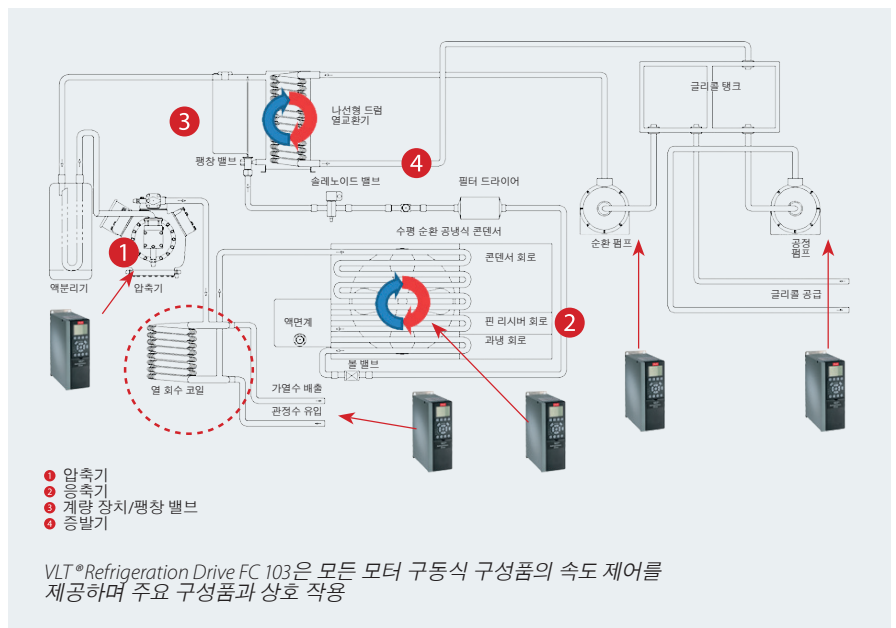 글리콜 탱크
나선형 드럼
열교환기
3
4
팽창 밸브
솔레노이드 밸브
필터 드라이어
수평 순환 공냉식 콘덴서
순환 펌프
공정
펌프
1
콘덴서 회로
액분리기
압축기
글리콜 공급
액면계
핀 리시버 회로
2
과냉 회로
볼 밸브
열 회수 코일
가열수 배출
관정수 유입
1 압축기
2 응축기
3 계량 장치/팽창 밸브
4 증발기
VLT® Refrigeration Drive FC 103은 모든 모터 구동식 구성품의 속도 제어를
제공하며 주요 구성품과 상호 작용